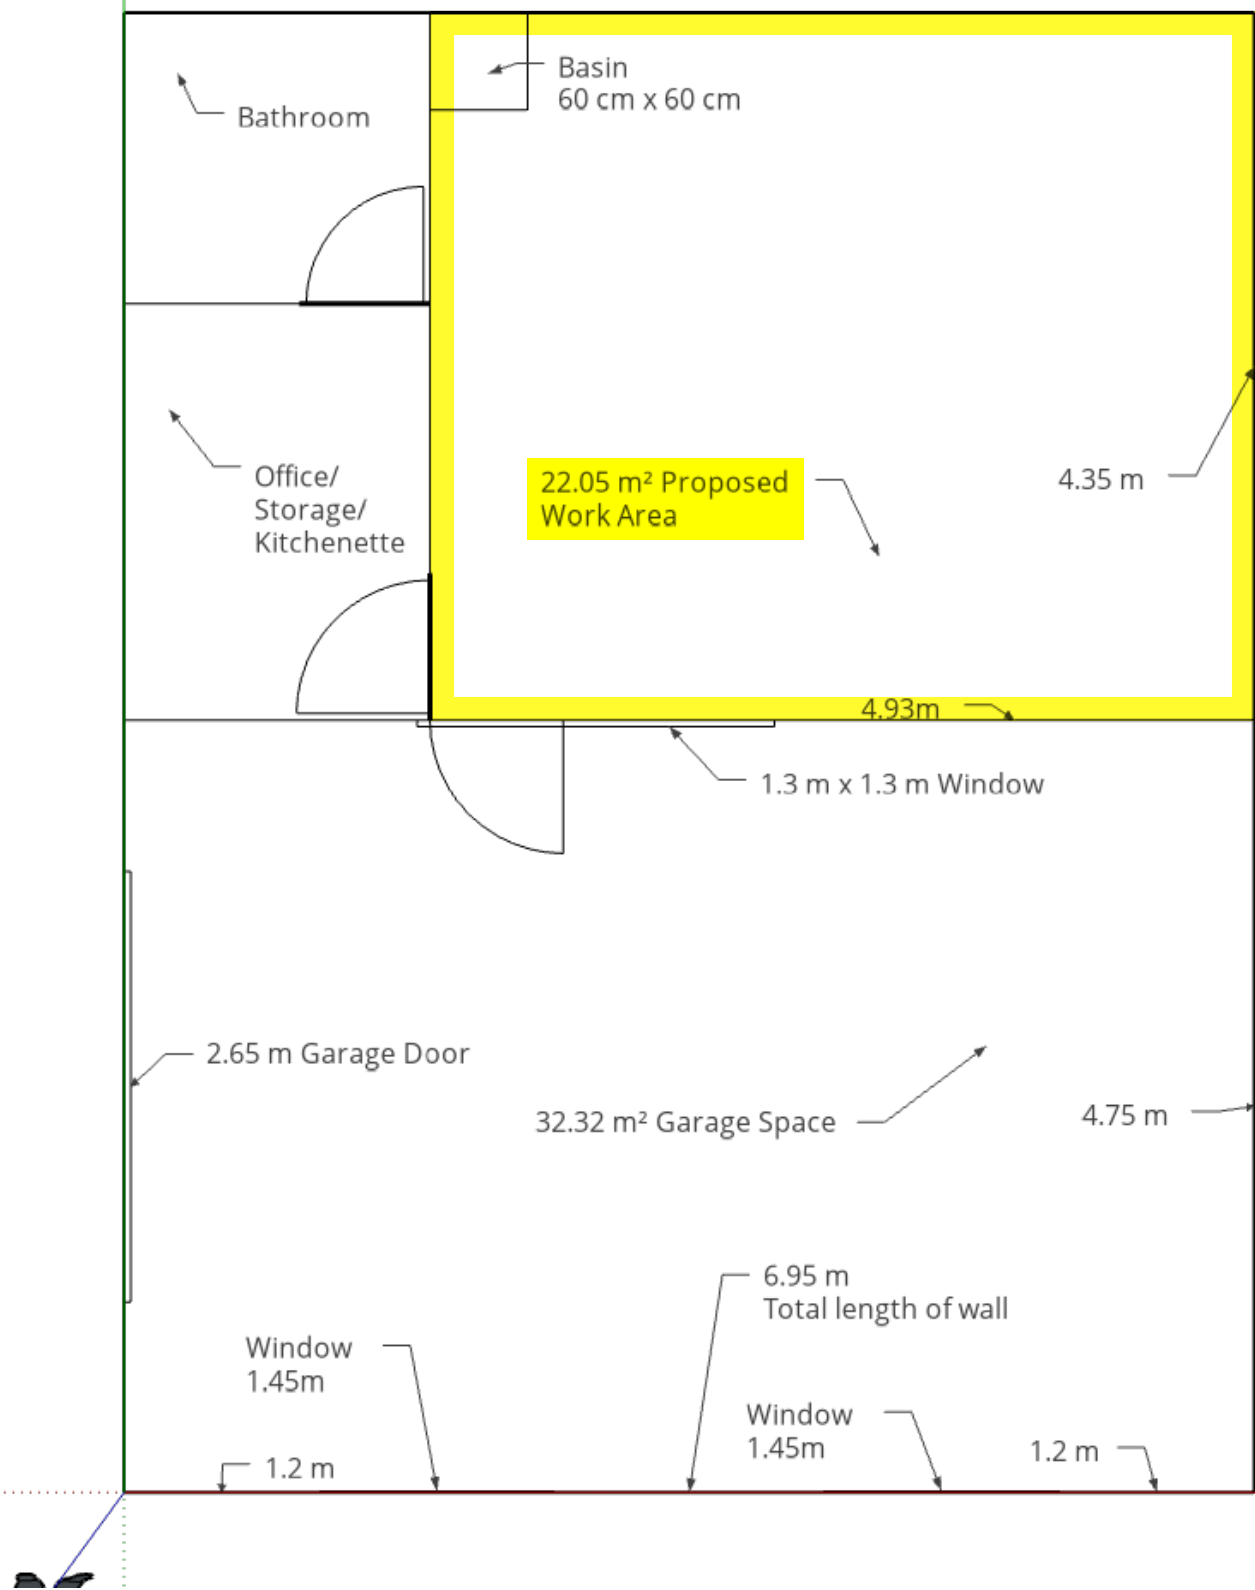 Basin
60 cm x 60 cm
Bathroom
Office/
Storage/
Kitchenette
22.05 m² Proposed
Work Area
4.35 m
4.93m
1.3 m x 1.3 m Window
2.65 m Garage Door
32.32 m² Garage Space
4.75 m
6.95 m
Total length of wall
Window
1.45m
Window
1.45m
1.2 m
1.2 m